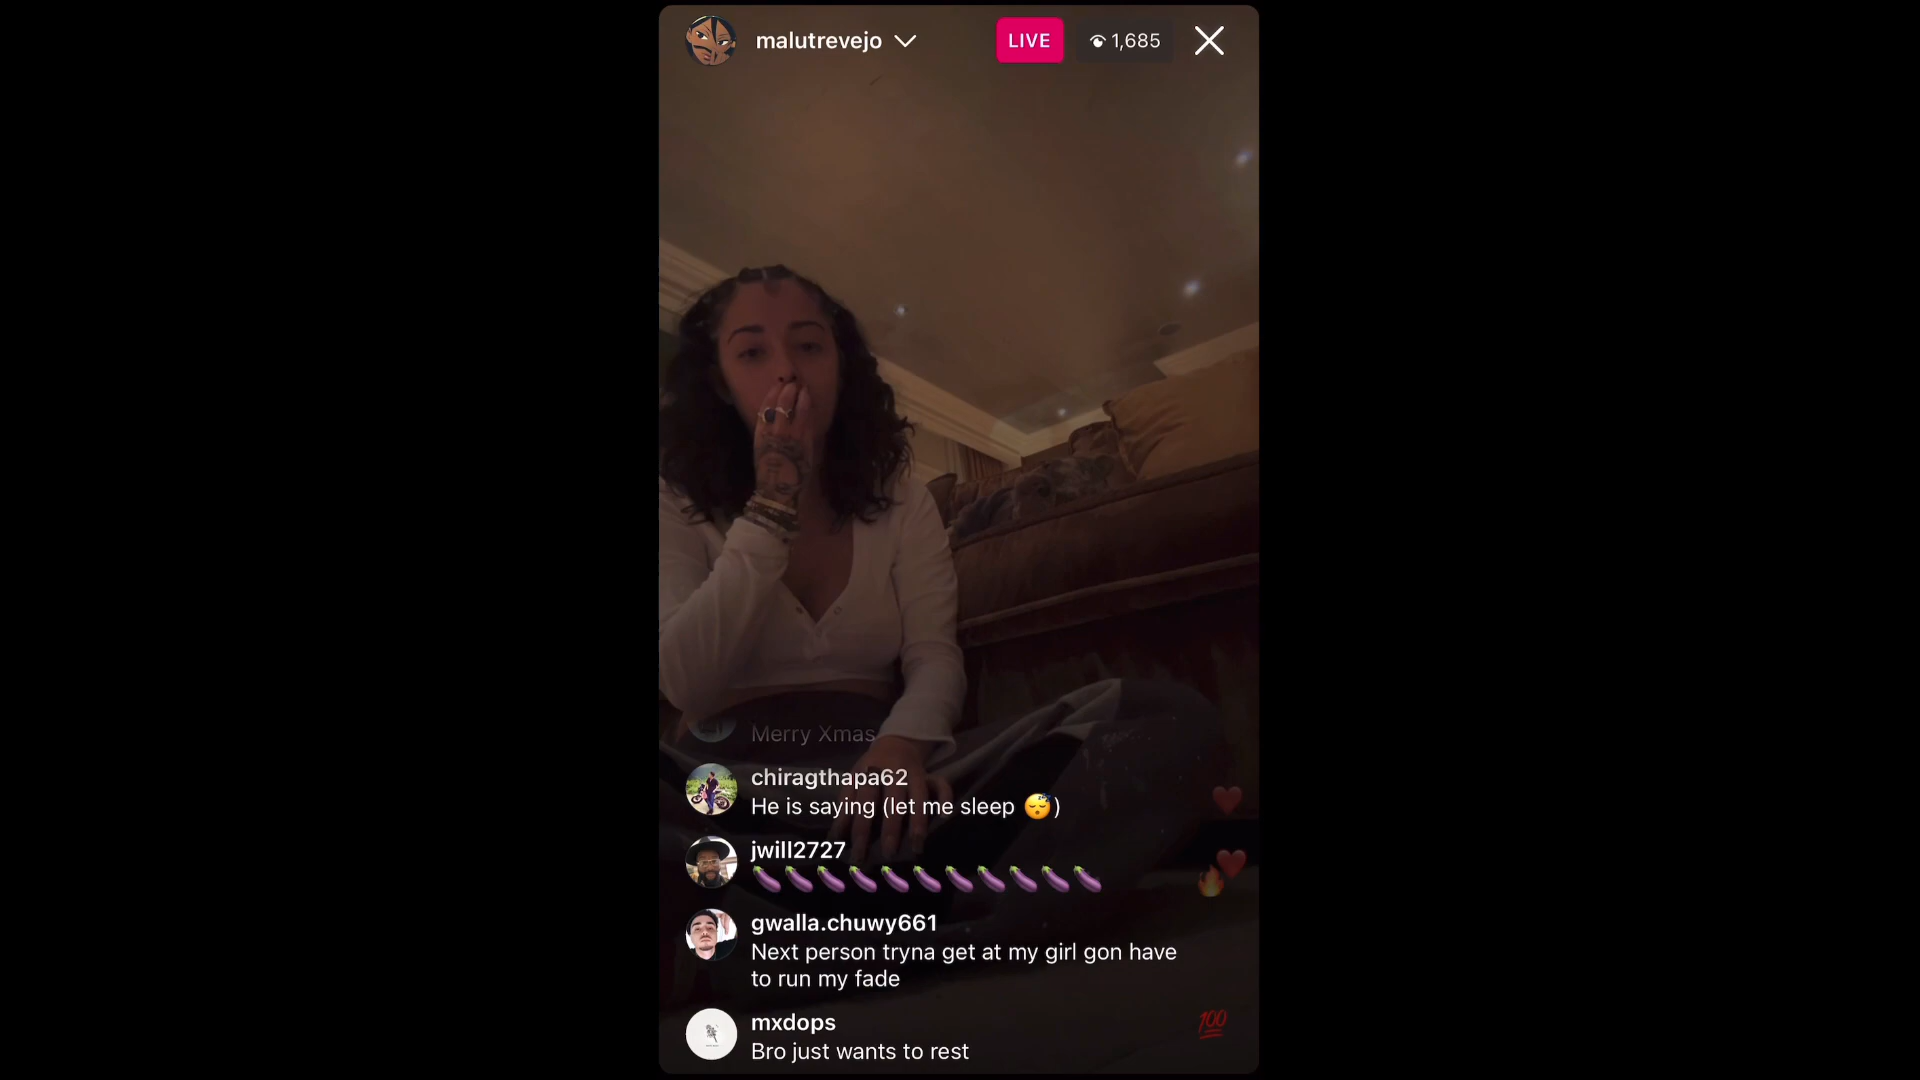 malutrevejo
LIVE
1,685
Merry Xmas
chiragthapa62
He is saying (let me sleep 😴)
jwill2727
🍆🍆🍆🍆🍆🍆🍆🍆🍆🍆🍆
gwalla.chuwy661
Next person tryna get at my girl gon have
to run my fade
mxdops
Bro just wants to rest
💯